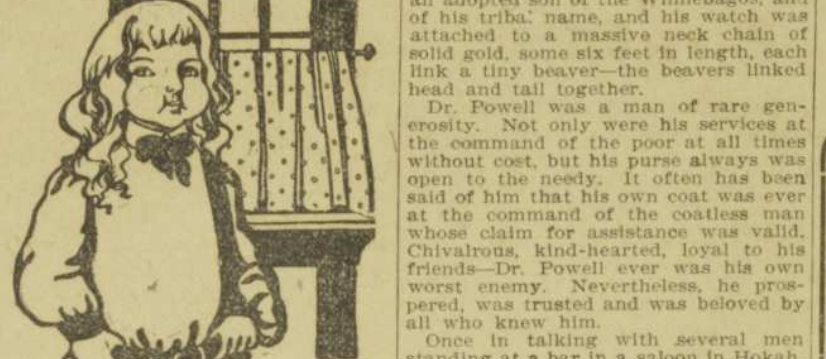 an adopted son of the Winnebagos, and
of his tribal name, and his watch was
attached to a massive neck chain of
solid gold, some six feet in length, each
link a tiny beaver—the beavers linked
head and tail together.
Dr. Powell was a man of rare gen-
erosity. Not only were his services at
the command of the poor at all times
without cost, but his purse always was
open to the needy. It often has been
said of him that his own coat was ever
at the command of the coatless man
whose claim for assistance was valid.
Chivalrous, kind-hearted, loyal to his
friends—Dr. Powell ever was his own
worst enemy. Nevertheless, he pros-
pered, was trusted and was beloved by
all who knew him.
Once in talking with several men
standing at a bar in a saloon in Hokah,